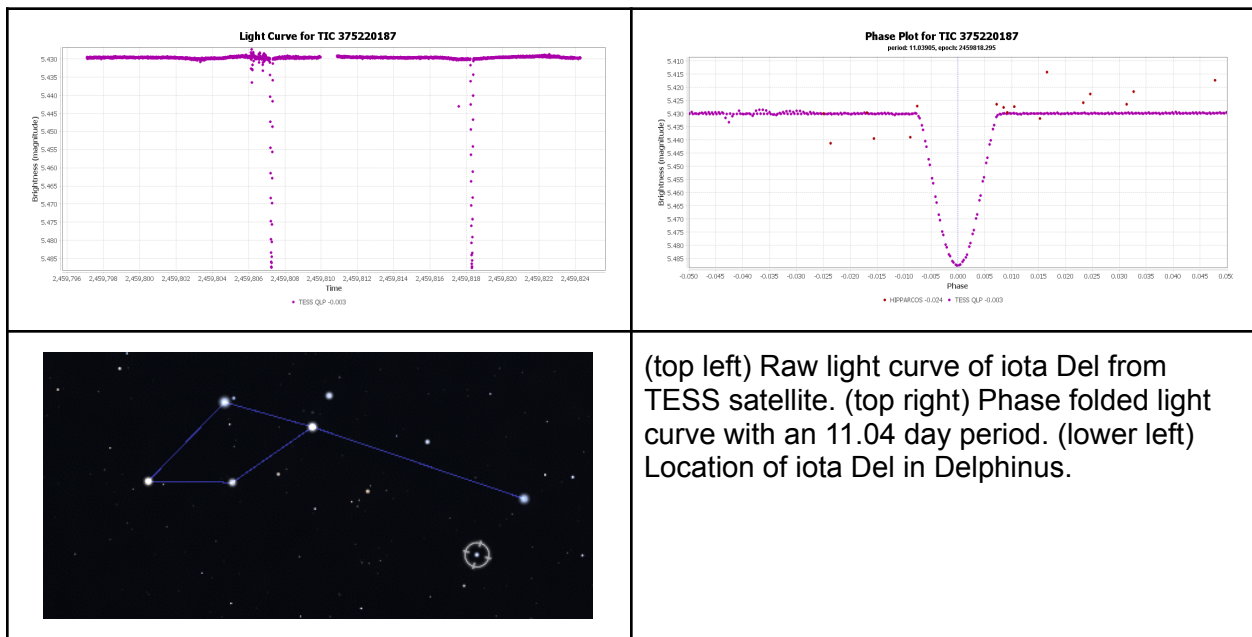 Light Curve for TIC 375220187
Brightness (magnitude)
5.430
5.435
5.440
5.445
5.450
5.455
5.460
5.465
5.470
5.475
5.480
5.485
2,459,796 2,459,798 2,459,800 2,459,802 2,459,804 2,459,806 2,459,808 2,459,810 2,459,812 2,459,814 2,459,816 2,459,818 2,459,820 2,459,822 2,459,824
Time
TESS QLP -0.003
Phase Plot for TIC 375220187
period: 11.03905, epoch: 2459818.295
Brightness (magnitude)
5.410
5.415
5.420
5.425
5.430
5.435
5.440
5.445
5.450
5.455
5.460
5.465
5.470
5.475
5.480
5.485
-0.050 -0.045 -0.040 -0.035 -0.030 -0.025 -0.020 -0.015 -0.010 -0.005 0.000 0.005 0.010 0.015 0.020 0.025 0.030 0.035 0.040 0.045 0.050
Phase
HIPPARCOS -0.024 TESS QLP -0.003
(top left) Raw light curve of iota Del from
TESS satellite. (top right) Phase folded light
curve with an 11.04 day period. (lower left)
Location of iota Del in Delphinus.